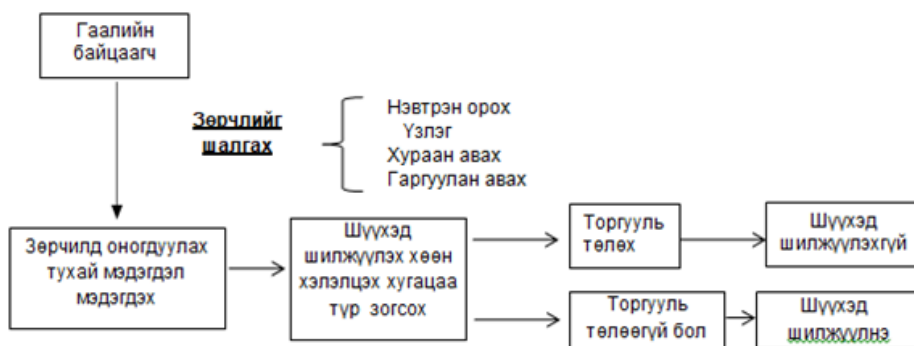 Гаалийн
байцаагч
Зөрчлийг
шалгах
Нэвтрэн орох
Үзлэг
Хураан авах
Гаргуулан авах
Зөрчилд оногдуулах
тухай мэдэгдэл
мэдэгдэх
Шүүхэд
шилжүүлэх хөөн
хэлэлцэх хугацаа
түр зогсох
Торгууль
төлөх
Шүүхэд
шилжүүлэхгүй
Торгууль
төлөөгүй бол
Шүүхэд
шилжүүлнэ